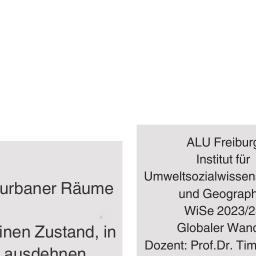 ALU Freiburg
Institut für
Umweltsozialwissens
und Geograph
WiSe 2023/2
Globaler Wand
Dozent: Prof.Dr. Tim
urbaner Räume
inen Zustand, in
ausdehnen